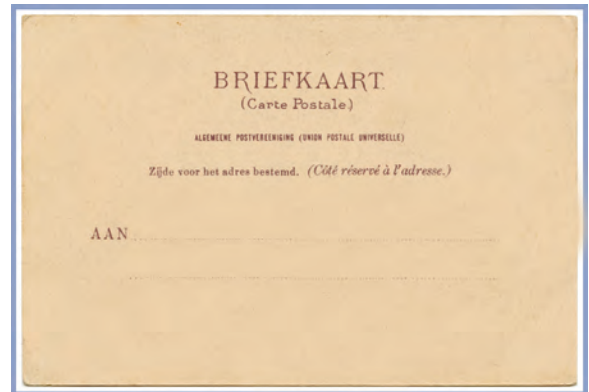 BRIEFKAART.
(Carte Postale.)
ALGEMEENE POSTVEREENIGING (UNION POSTALE UNIVERSELLE)
Zijde voor het adres bestemd. (Côté réservé à l'adresse.)
AAN